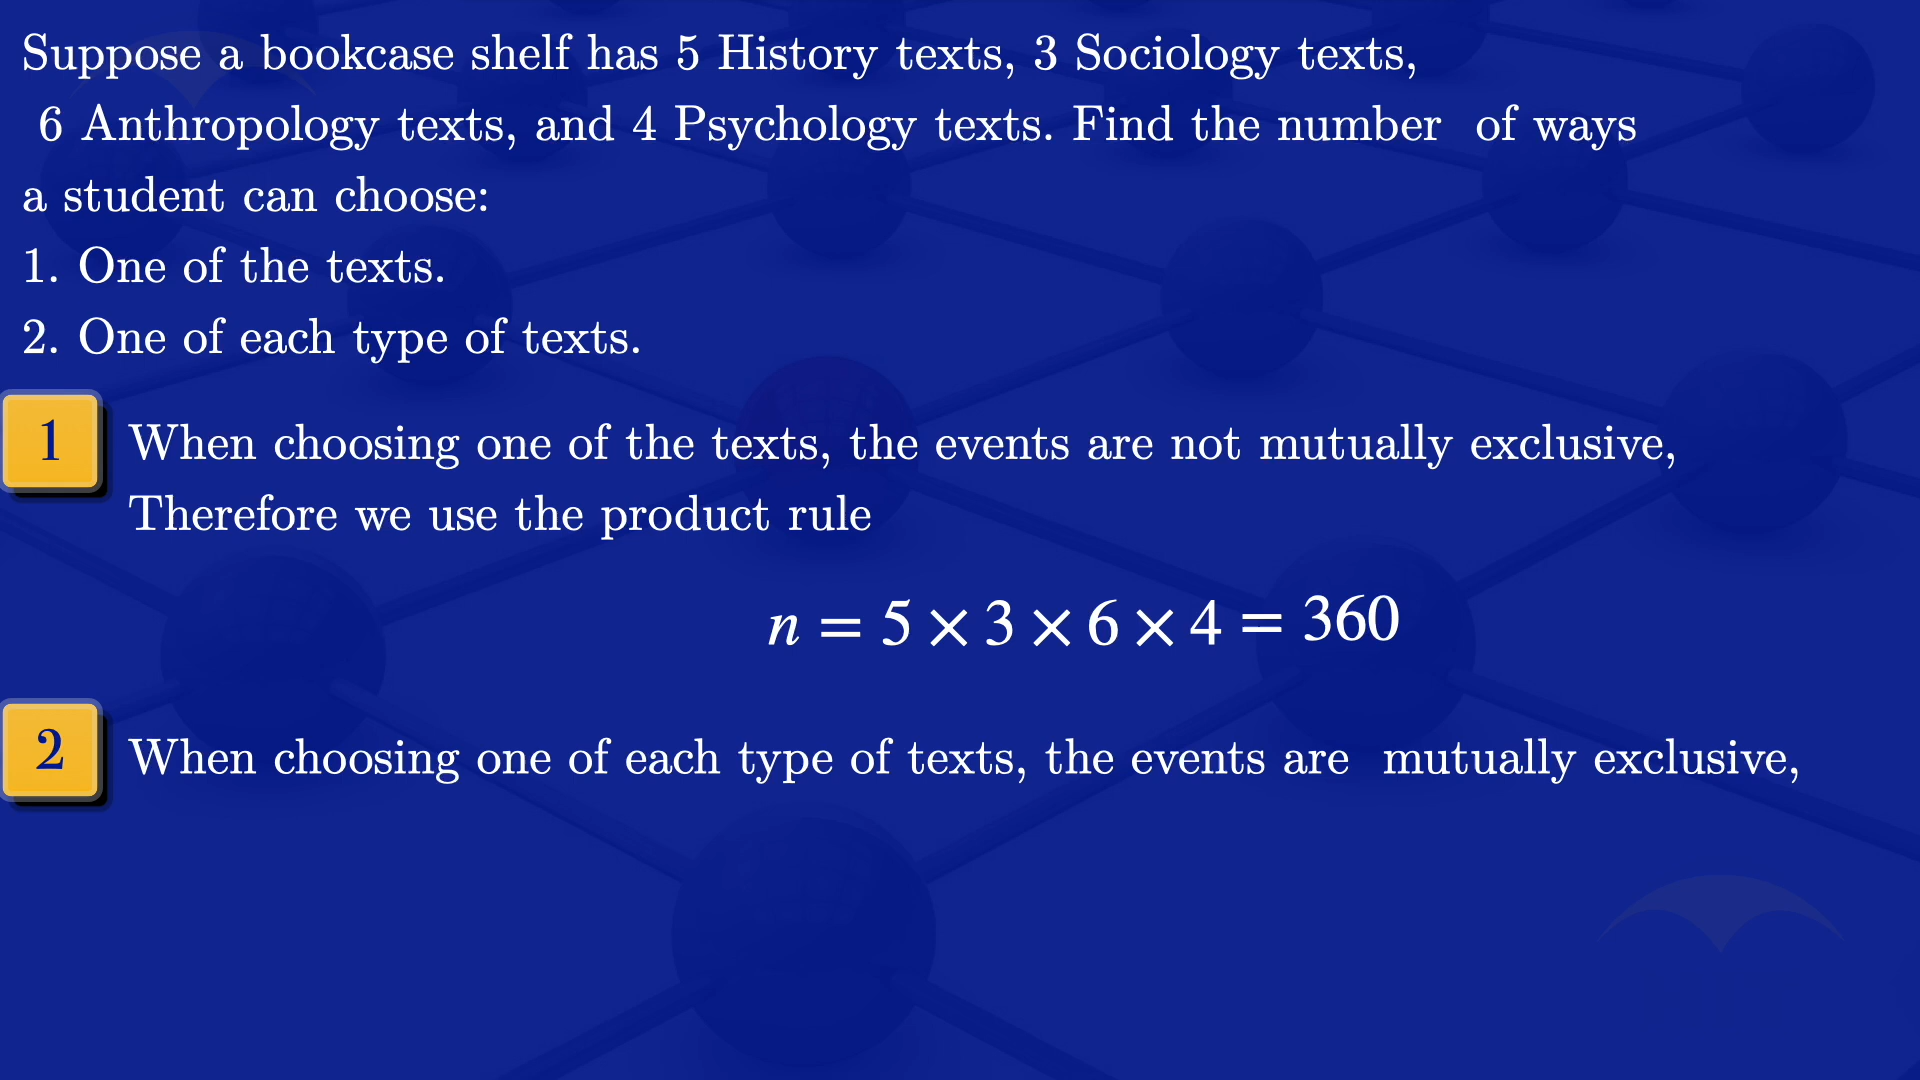 Suppose a bookcase shelf has 5 History texts, 3 Sociology texts,
6 Anthropology texts, and 4 Psychology texts. Find the number of ways
a student can choose:
1. One of the texts.
2. One of each type of texts.
1 When choosing one of the texts, the events are not mutually exclusive,
Therefore we use the product rule
n = 5 × 3 × 6 × 4 = 360
2 When choosing one of each type of texts, the events are mutually exclusive,